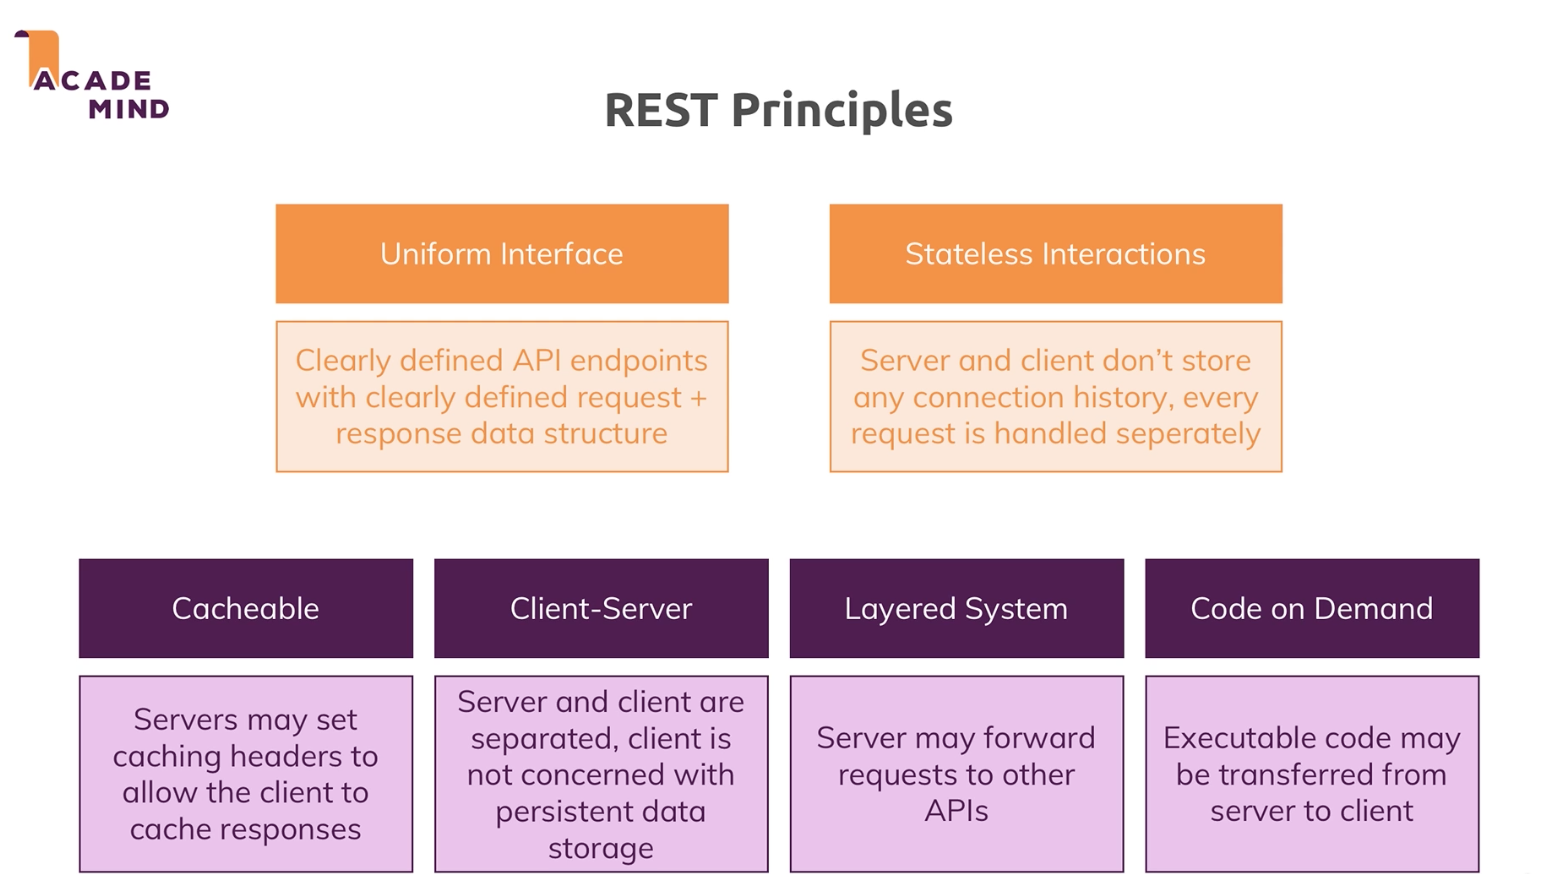 ACADE
MIND
REST Principles
Uniform Interface
Stateless Interactions
Clearly defined API endpoints
with clearly defined request +
response data structure
Server and client don't store
any connection history, every
request is handled seperately
Cacheable
Client-Server
Layered System
Code on Demand
Servers may set
caching headers to
allow the client to
cache responses
Server and client are
separated, client is
not concerned with
persistent data
storage
Server may forward
requests to other
APIs
Executable code may
be transferred from
server to client